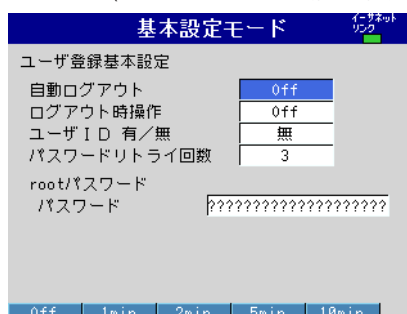 基本設定モード
イーサネット
リンク
ユーザ登録基本設定
自動ログアウト Off
ログアウト時操作 Off
ユーザID 有／無 無
パスワードリトライ回数 3
rootパスワード
パスワード ????????????????????
Off 1min 2min 5min 10min